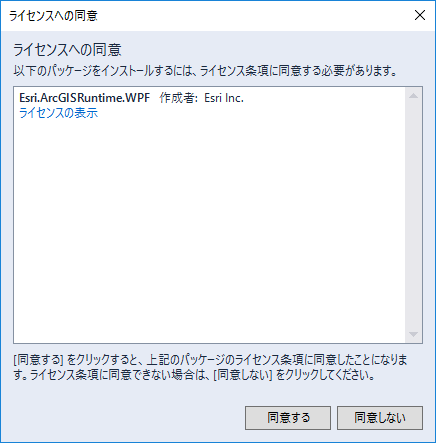 ライセンスへの同意
ライセンスへの同意
以下のパッケージをインストールするには、ライセンス条項に同意する必要があります。
Esri.ArcGISRuntime.WPF 作成者: Esri Inc.
ライセンスの表示
[同意する] をクリックすると、上記のパッケージのライセンス条項に同意したことになりま
す。ライセンス条項に同意できない場合は、[同意しない] をクリックしてください。
同意する 同意しない